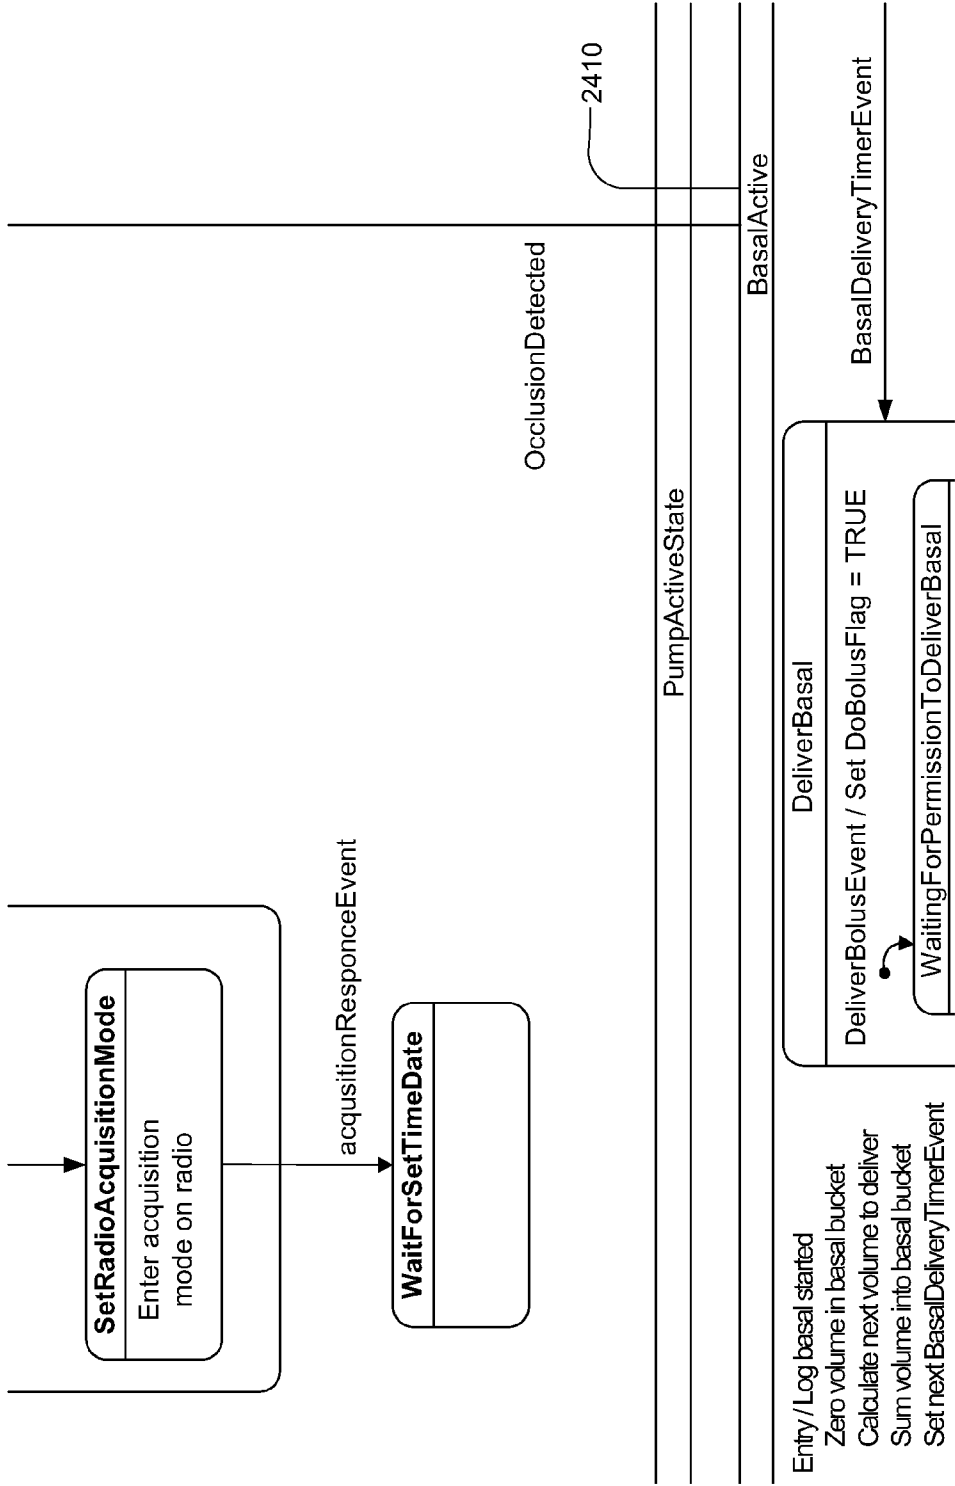 SetRadioAcquisitionMode
Enter acquisition
mode on radio
acqusitionResponceEvent
WaitForSetTimeDate
OcclusionDetected
2410
PumpActiveState
BasalActive
Entry / Log basal started
Zero volume in basal bucket
Calculate next volume to deliver
Sum volume into basal bucket
Set next BasalDeliveryTimerEvent
DeliverBasal
DeliverBolusEvent / Set DoBolusFlag = TRUE
WaitingForPermissionToDeliverBasal
BasalDeliveryTimerEvent